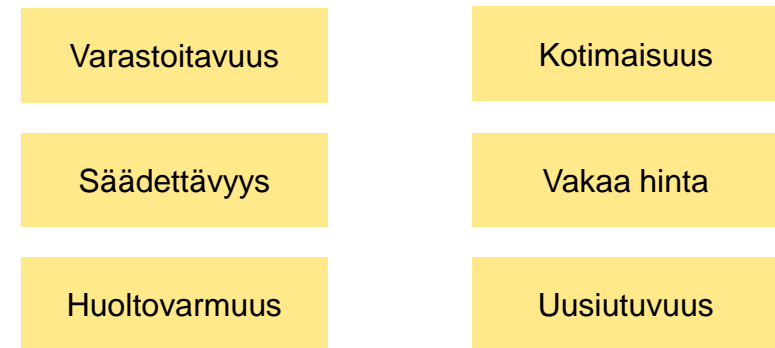 Varastoitavuus
Kotimaisuus
Säädettävyys
Vakaa hinta
Huoltovarmuus
Uusiutuvuus